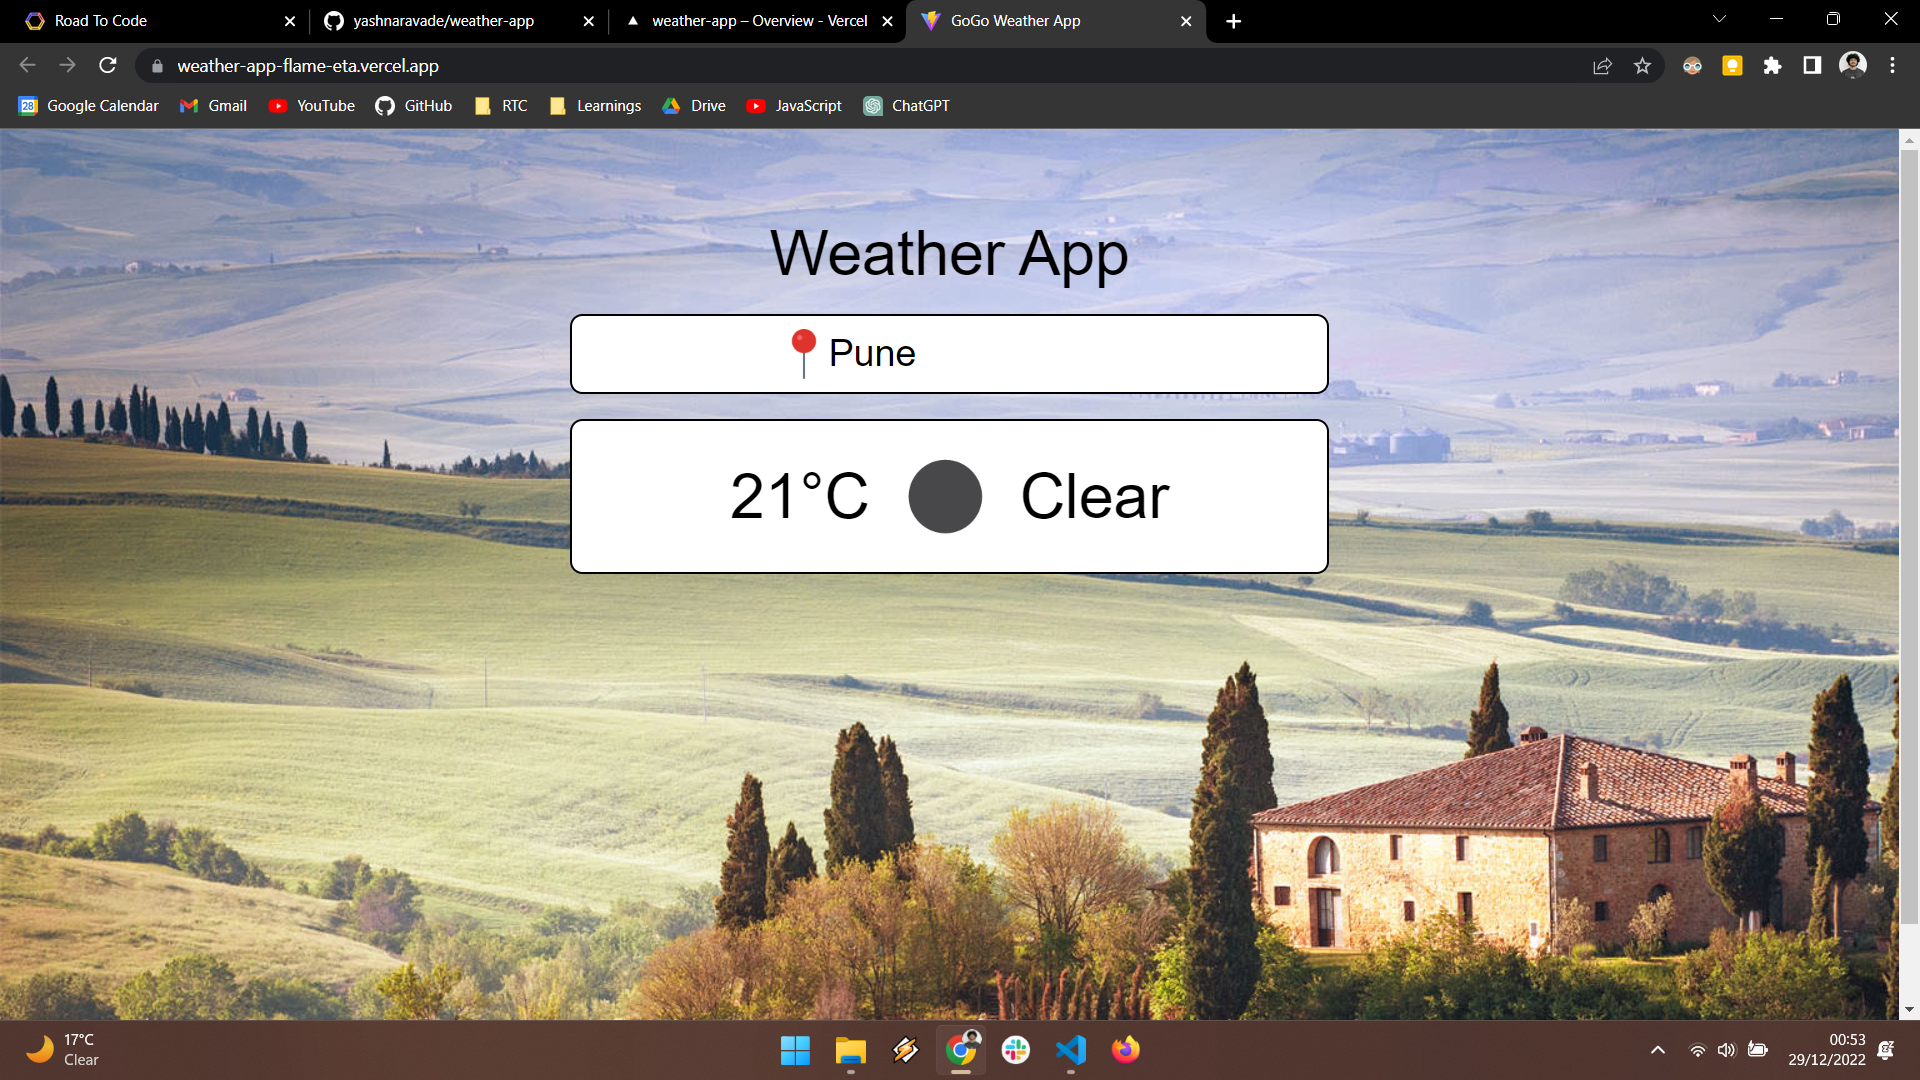 Road To Code
yashnaravade/weather-app
weather-app – Overview - Vercel
GoGo Weather App
weather-app-flame-eta.vercel.app
28
Google Calendar
Gmail
YouTube
GitHub
RTC
Learnings
Drive
JavaScript
ChatGPT
Weather App
Pune
21°C
Clear
17°C
Clear
00:53
29/12/2022